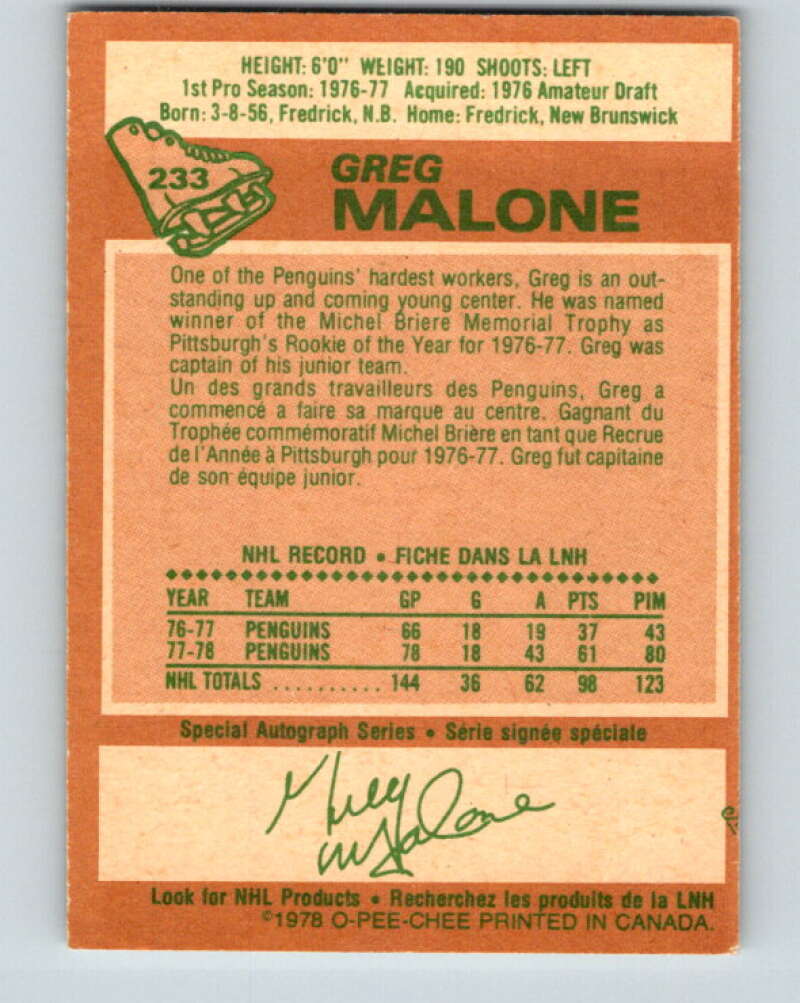 HEIGHT: 6'0" WEIGHT: 190 SHOOTS: LEFT
1st Pro Season: 1976-77 Acquired: 1976 Amateur Draft
Born: 3-8-56, Fredrick, N.B. Home: Fredrick, New Brunswick
233
GREG
MALONE
One of the Penguins' hardest workers, Greg is an out-
standing up and coming young center. He was named
winner of the Michel Briere Memorial Trophy as
Pittsburgh's Rookie of the Year for 1976-77. Greg was
captain of his junior team.
Un des grands travailleurs des Penguins, Greg a
commencé a faire sa marque au centre. Gagnant du
Trophée commémoratif Michel Brière en tant que Recrue
de l'Année à Pittsburgh pour 1976-77. Greg fut capitaine
de son équipe junior.
NHL RECORD • FICHE DANS LA LNH
YEAR TEAM GP G A PTS PIM
76-77 PENGUINS 66 18 19 37 43
77-78 PENGUINS 78 18 43 61 80
NHL TOTALS .......... 144 36 62 98 123
Special Autograph Series • Série signée spéciale
Greg
Malone
Look for NHL Products • Recherchez les produits de la LNH
©1978 O-PEE-CHEE PRINTED IN CANADA.